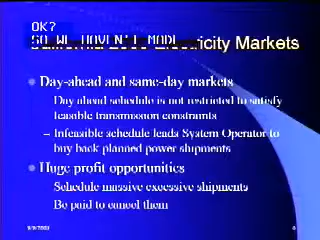 OK?
SO WE HAVEN'T MADE
Electricity Markets
Day-ahead and same-day markets
Day ahead schedule is not restricted to satisfy
feasible transmission constraints
– Infeasible schedule leads System Operator to
buy back planned power shipments
Huge profit opportunities
Schedule massive excessive shipments
Be paid to cancel them
6